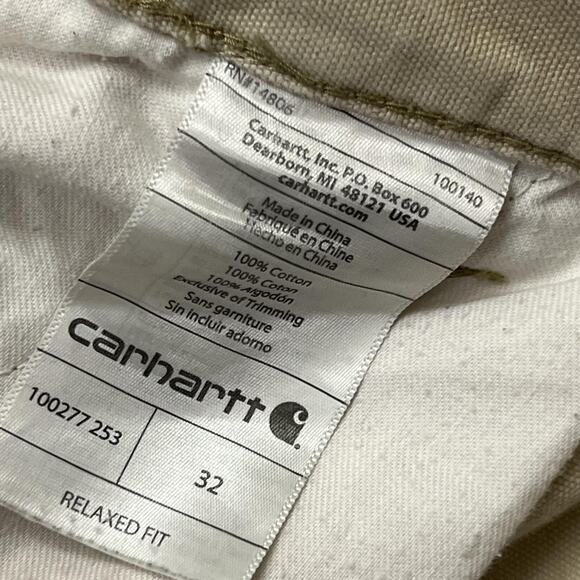 RN#14806
100140
Carhartt, Inc. P.O. Box 600
Dearborn, MI 48121 USA
carhartt.com
Made in China
Fabriqué en Chine
Hecho en China
100% Cotton
100% Coton
100% Algodón
Exclusive of Trimming
Sans garniture
Sin incluir adorno
carhartt
100277 253
32
RELAXED FIT